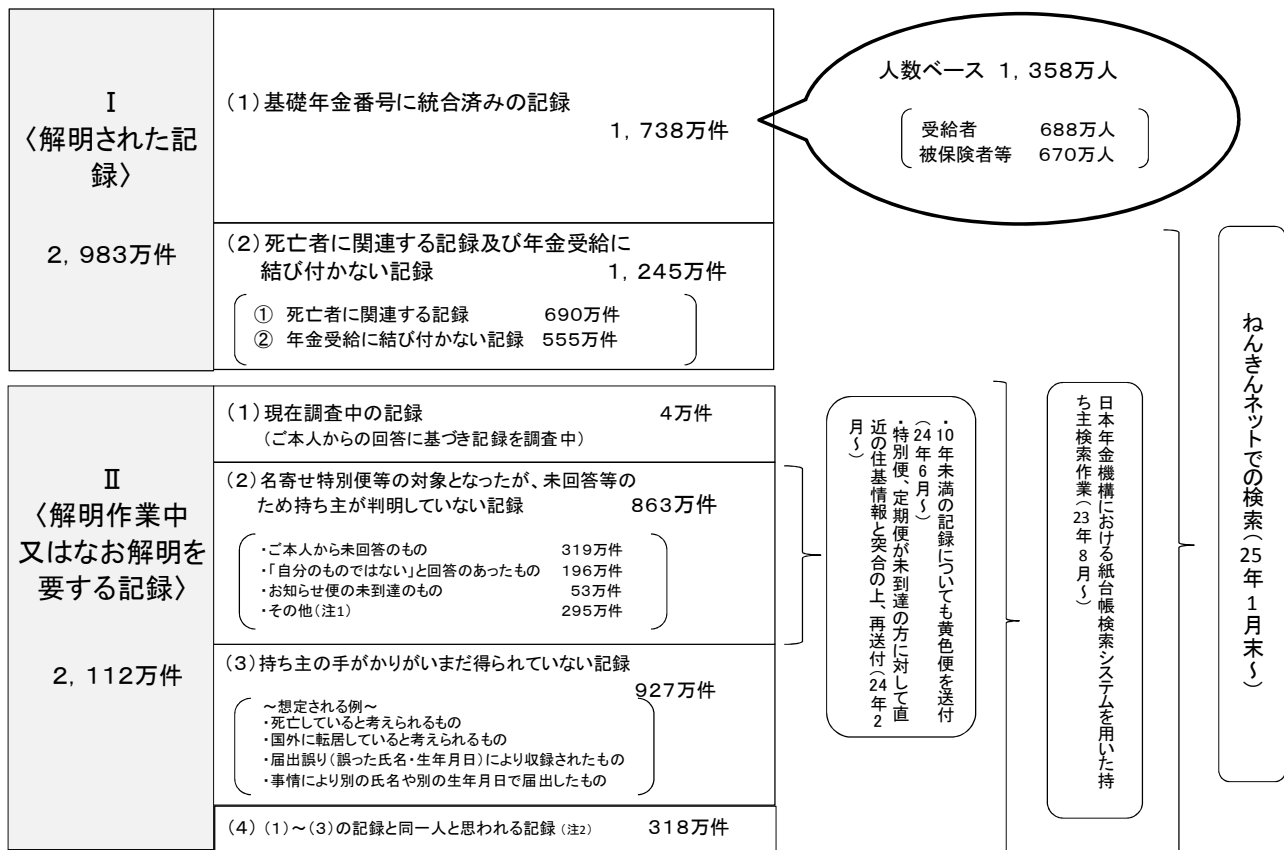 Ⅰ
〈解明された記
録〉
2，983万件
（1）基礎年金番号に統合済みの記録
1，738万件
人数ベース 1，358万人
受給者 688万人
被保険者等 670万人
（2）死亡者に関連する記録及び年金受給に
結び付かない記録 1，245万件
① 死亡者に関連する記録 690万件
② 年金受給に結び付かない記録 555万件
Ⅱ
〈解明作業中
又はなお解明を
要する記録〉
2，112万件
（1）現在調査中の記録 4万件
（ご本人からの回答に基づき記録を調査中）
（2）名寄せ特別便等の対象となったが、未回答等の
ため持ち主が判明していない記録 863万件
・ご本人から未回答のもの 319万件
・「自分のものではない」と回答のあったもの 196万件
・お知らせ便の未到達のもの 53万件
・その他（注1） 295万件
（3）持ち主の手がかりがいまだ得られていない記録
927万件
～想定される例～
・死亡していると考えられるもの
・国外に転居していると考えられるもの
・届出誤り（誤った氏名・生年月日）により収録されたもの
・事情により別の氏名や別の生年月日で届出したもの
（4）（1）～（3）の記録と同一人と思われる記録（注2） 318万件
・10年未満の記録についても黄色便を送付
（24年6月～）
・特別便、定期便が未到達の方に対して直
近の住基情報と突合の上、再送付（24年2
月～）
日本年金機構における紙台帳検索システムを用いた持
ち主検索作業（23年8月～）
ねんきんネットでの検索（25年1月末～）